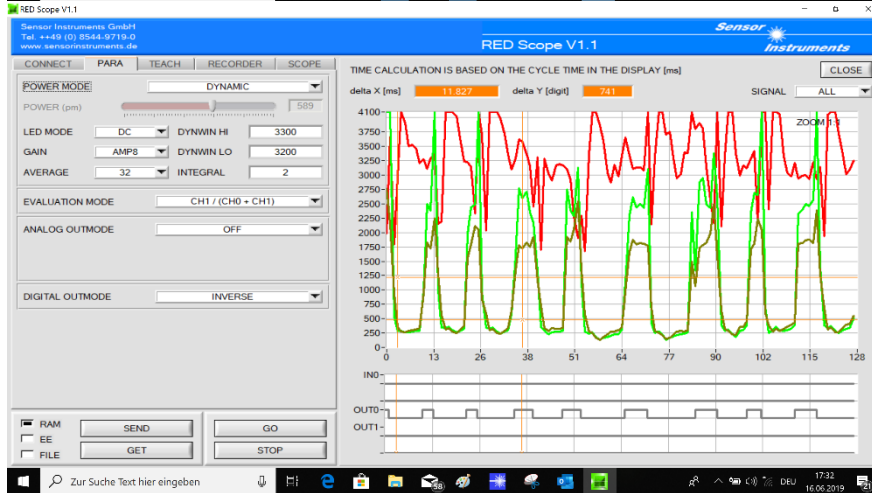 RED Scope V1.1
Sensor Instruments GmbH
Tel. ++49 (0) 8544-9719-0
www.sensorinstruments.de
RED Scope V1.1
Sensor
Instruments
CONNECT PARA TEACH RECORDER SCOPE
POWER MODE DYNAMIC
POWER (pm) 589
LED MODE DC DYNWIN HI 3300
GAIN AMP8 DYNWIN LO 3200
AVERAGE 32 INTEGRAL 2
EVALUATION MODE CH1 / (CH0 + CH1)
ANALOG OUTMODE OFF
DIGITAL OUTMODE INVERSE
RAM
EE
FILE
SEND GO
GET STOP
TIME CALCULATION IS BASED ON THE CYCLE TIME IN THE DISPLAY [ms] CLOSE
delta X [ms] 11.827 delta Y [digit] 741 SIGNAL ALL
ZOOM 1:1
4100
3750
3500
3250
3000
2750
2500
2250
2000
1750
1500
1250
1000
750
500
250
0
0 13 26 38 51 64 77 90 102 115 128
IN0
OUT0
OUT1
Zur Suche Text hier eingeben
58
DEU
17:32
16.06.2019
21